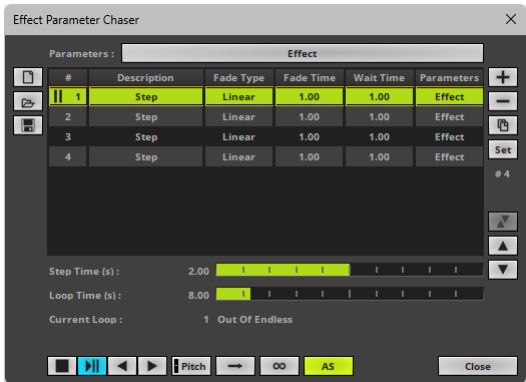 Effect Parameter Chaser
Parameters : Effect
# Description Fade Type Fade Time Wait Time Parameters
1 Step Linear 1.00 1.00 Effect
2 Step Linear 1.00 1.00 Effect
3 Step Linear 1.00 1.00 Effect
4 Step Linear 1.00 1.00 Effect
Set
# 4
Step Time (s) : 2.00
Loop Time (s) : 8.00
Current Loop : 1 Out Of Endless
Pitch AS Close